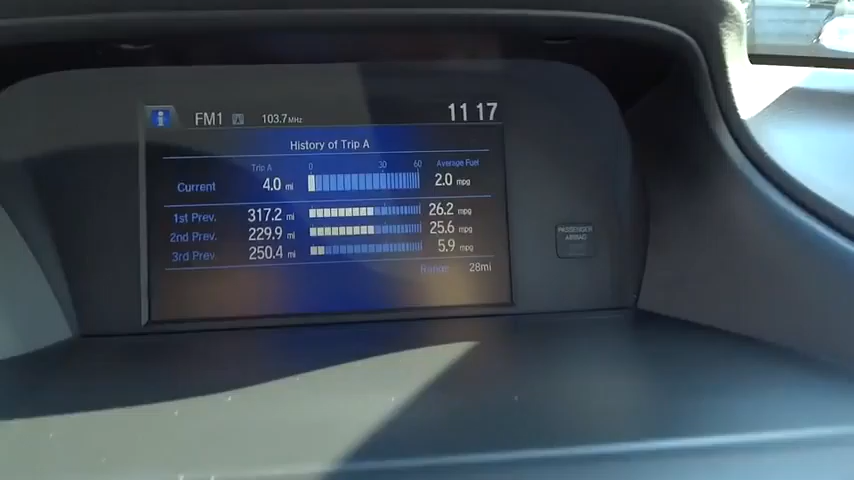 i FM1 A 103.7MHz 11 17
History of Trip A
Trip A 0 30 60 Average Fuel
Current 4.0 mi 2.0 mpg
1st Prev. 317.2 mi 26.2 mpg
2nd Prev. 229.9 mi 25.6 mpg
3rd Prev 250.4 mi 5.9 mpg
Range 28mi
PASSENGER
AIRBAG